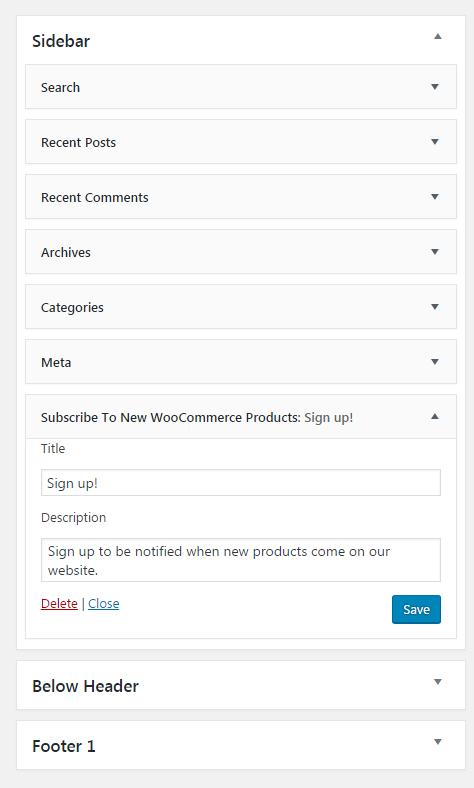 Sidebar
Search
Recent Posts
Recent Comments
Archives
Categories
Meta
Subscribe To New WooCommerce Products: Sign up!
Title
Sign up!
Description
Sign up to be notified when new products come on our
website.
Delete | Close
Save
Below Header
Footer 1